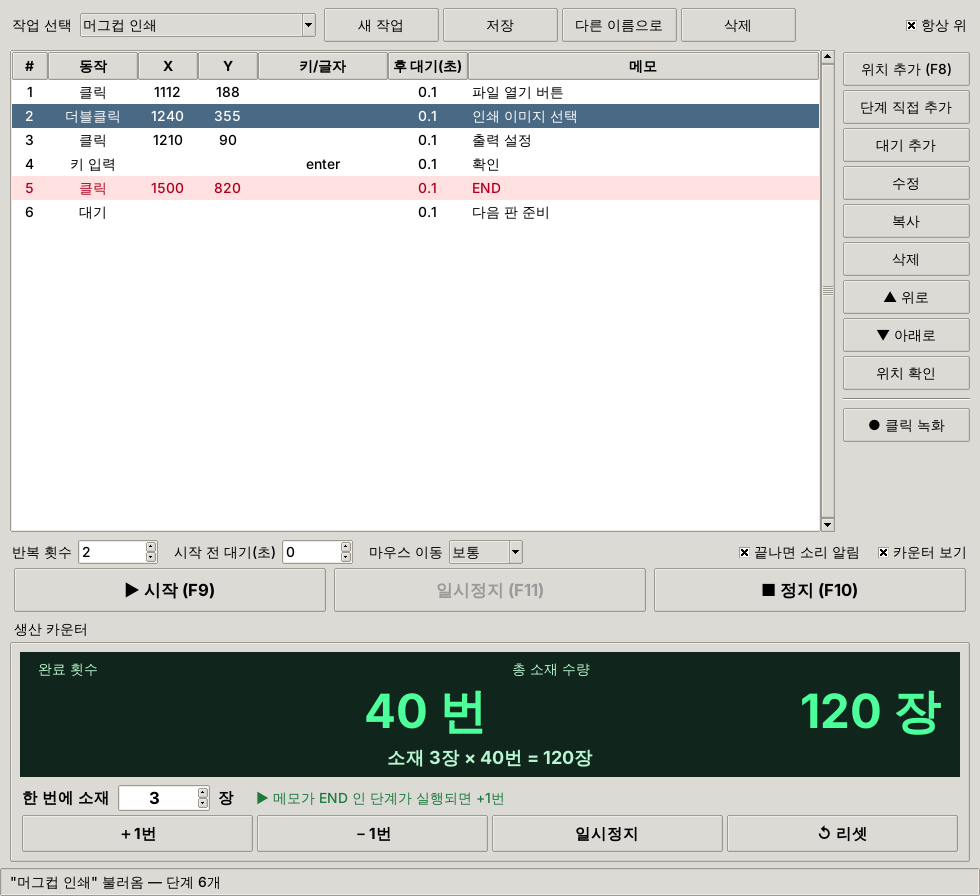 작업 선택 머그컵 인쇄 새 작업 저장 다른 이름으로 삭제 항상 위
# 동작 X Y 키/글자 후 대기(초) 메모
1 클릭 1112 188 0.1 파일 열기 버튼
2 더블클릭 1240 355 0.1 인쇄 이미지 선택
3 클릭 1210 90 0.1 출력 설정
4 키 입력 enter 0.1 확인
5 클릭 1500 820 0.1 END
6 대기 0.1 다음 판 준비
위치 추가 (F8)
단계 직접 추가
대기 추가
수정
복사
삭제
▲ 위로
▼ 아래로
위치 확인
● 클릭 녹화
반복 횟수 2 시작 전 대기(초) 0 마우스 이동 보통 끝나면 소리 알림 카운터 보기
▶ 시작 (F9) 일시정지 (F11) ■ 정지 (F10)
생산 카운터
완료 횟수 총 소재 수량
40 번 120 장
소재 3장 × 40번 = 120장
한 번에 소재 3 장 ▶ 메모가 END 인 단계가 실행되면 +1번
+1번 −1번 일시정지 ↺ 리셋
"머그컵 인쇄" 불러옴 — 단계 6개